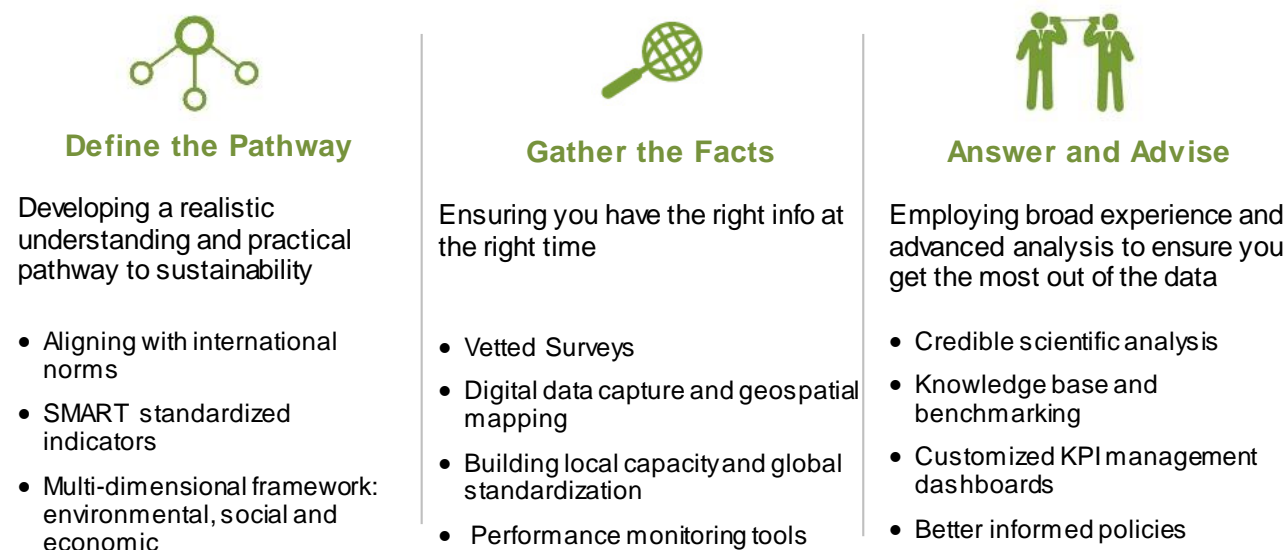 Define the Pathway
Developing a realistic
understanding and practical
pathway to sustainability
• Aligning with international
norms
• SMART standardized
indicators
• Multi-dimensional framework:
environmental, social and
economic
Gather the Facts
Ensuring you have the right info at
the right time
• Vetted Surveys
• Digital data capture and geospatial
mapping
• Building local capacity and global
standardization
• Performance monitoring tools
Answer and Advise
Employing broad experience and
advanced analysis to ensure you
get the most out of the data
• Credible scientific analysis
• Knowledge base and
benchmarking
• Customized KPI management
dashboards
• Better informed policies